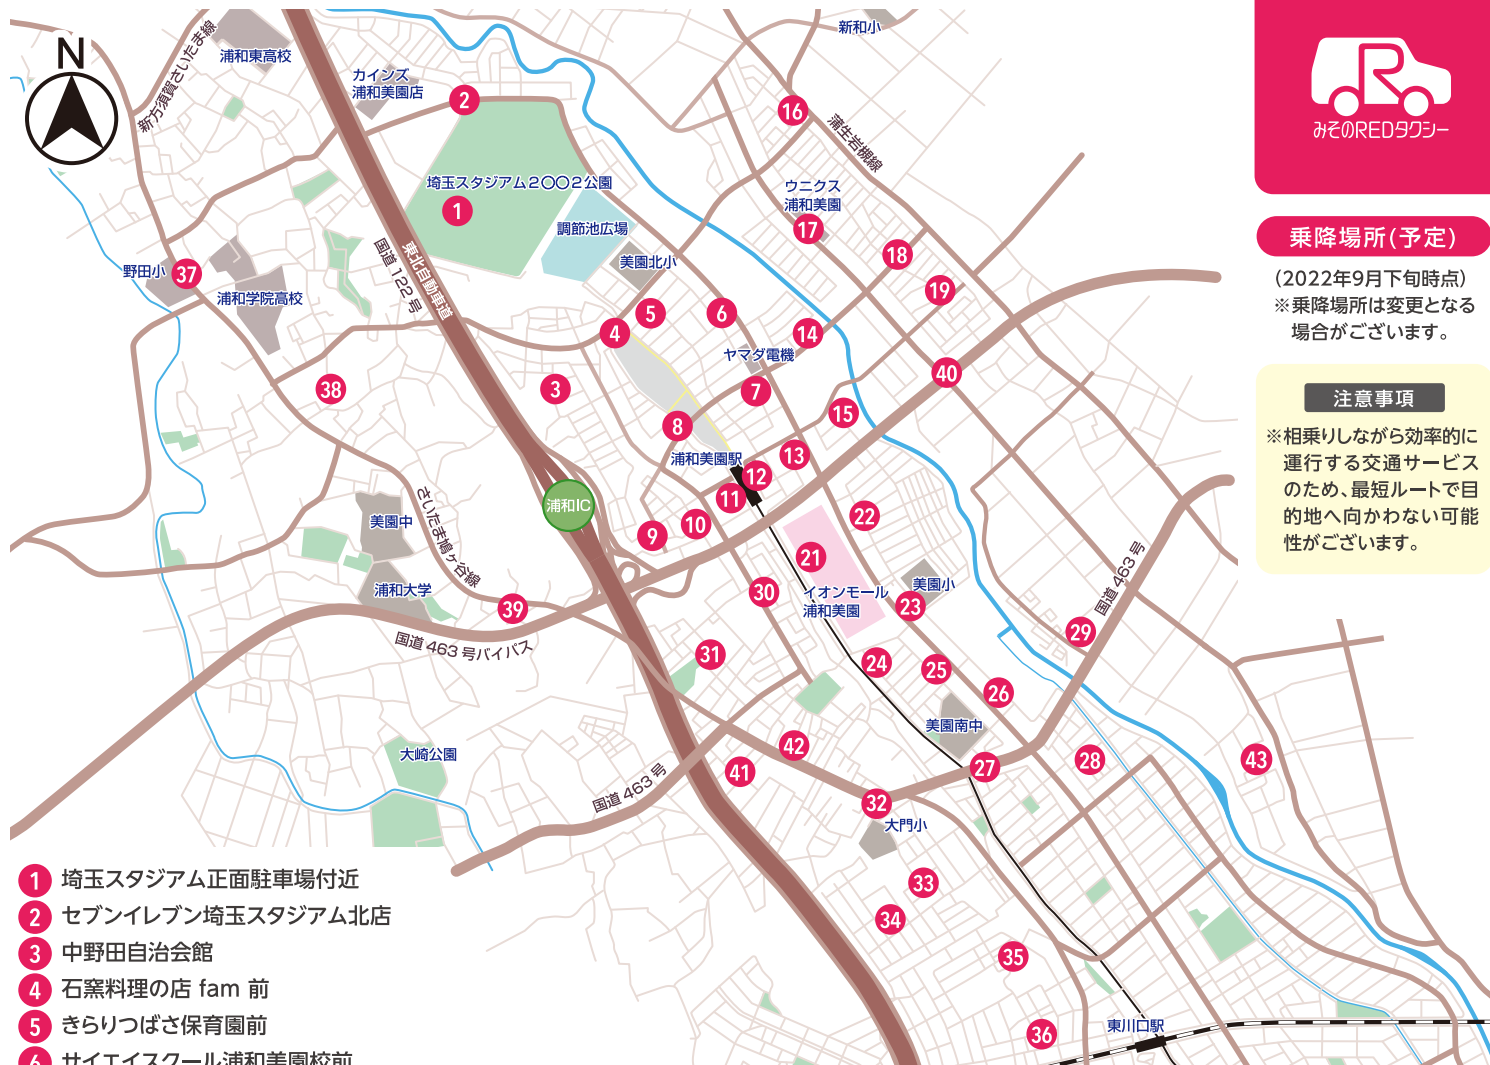 N
新方須賀さいたま線
浦和東高校
カインズ
浦和美園店
2
新和小
16
蒲生岩槻線
みそのREDタクシー
埼玉スタジアム2〇〇2公園
1
調節池広場
ウニクス
浦和美園
17
18
19
野田小
37
浦和学院高校
国道122号
東北自動車道
美園北小
5
6
4
14
ヤマダ電機
7
40
38
3
8
15
浦和美園駅
12
13
11
浦和IC
10
9
22
21
美園中
さいたま鳩ヶ谷線
浦和大学
39
国道463号バイパス
30
イオンモール
浦和美園
美園小
23
国道463号
29
31
24
25
26
美園南中
大崎公園
42
41
27
28
43
国道463号
32
大門小
33
34
35
36
東川口駅
乗降場所(予定)
(2022年9月下旬時点)
※乗降場所は変更となる
場合がございます。
注意事項
※相乗りしながら効率的に
運行する交通サービス
のため、最短ルートで目
的地へ向かわない可能
性がございます。
1 埼玉スタジアム正面駐車場付近
2 セブンイレブン埼玉スタジアム北店
3 中野田自治会館
4 石窯料理の店 fam 前
5 きらりつばさ保育園前
6 サイエイスクール浦和美園校前